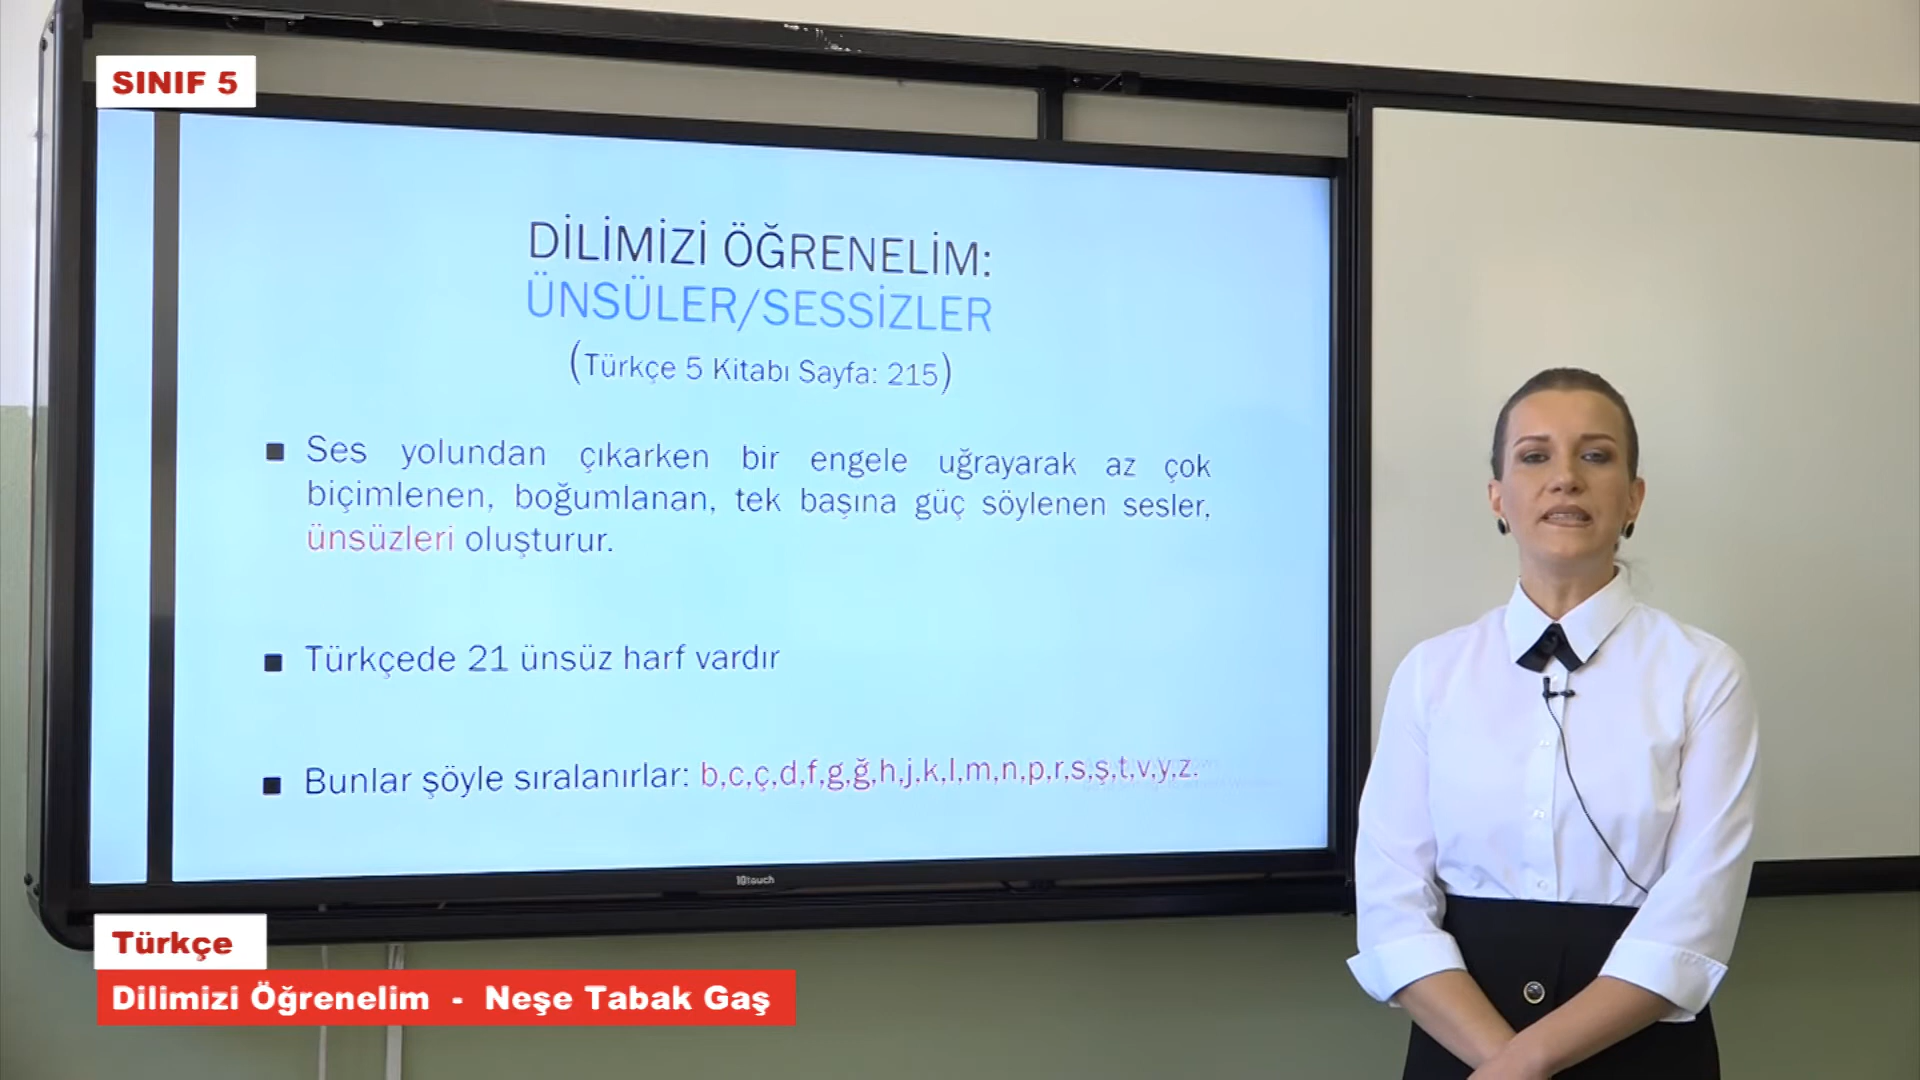 SINIF 5
DİLİMİZİ ÖĞRENELİM:
ÜNSÜLER/SESSİZLER
(Türkçe 5 Kitabı Sayfa: 215)
Ses yolundan çıkarken bir engele uğrayarak az çok
biçimlenen, boğumlanan, tek başına güç söylenen sesler,
ünsüzleri oluşturur.
Türkçede 21 ünsüz harf vardır
Bunlar şöyle sıralanırlar: b,c,ç,d,f,g,ğ,h,j,k,l,m,n,p,r,s,ş,t,v,y,z.
Türkçe
Dilimizi Öğrenelim - Neşe Tabak Gaş